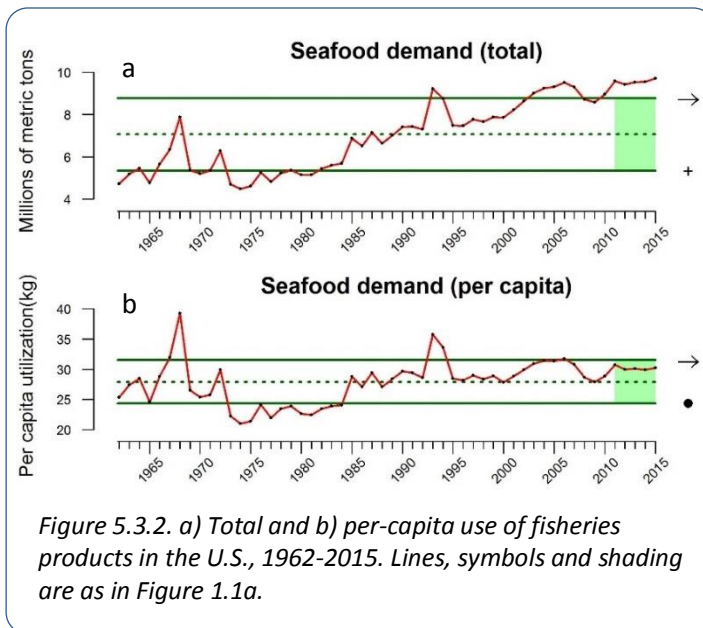 Seafood demand (total)
a
Millions of metric tons
10
8
6
4
→
+
1965 1970 1975 1980 1985 1990 1995 2000 2005 2010 2015
Seafood demand (per capita)
b
Per capita utilization(kg)
40
35
30
25
20
→
●
1965 1970 1975 1980 1985 1990 1995 2000 2005 2010 2015
Figure 5.3.2. a) Total and b) per-capita use of fisheries
products in the U.S., 1962-2015. Lines, symbols and shading
are as in Figure 1.1a.